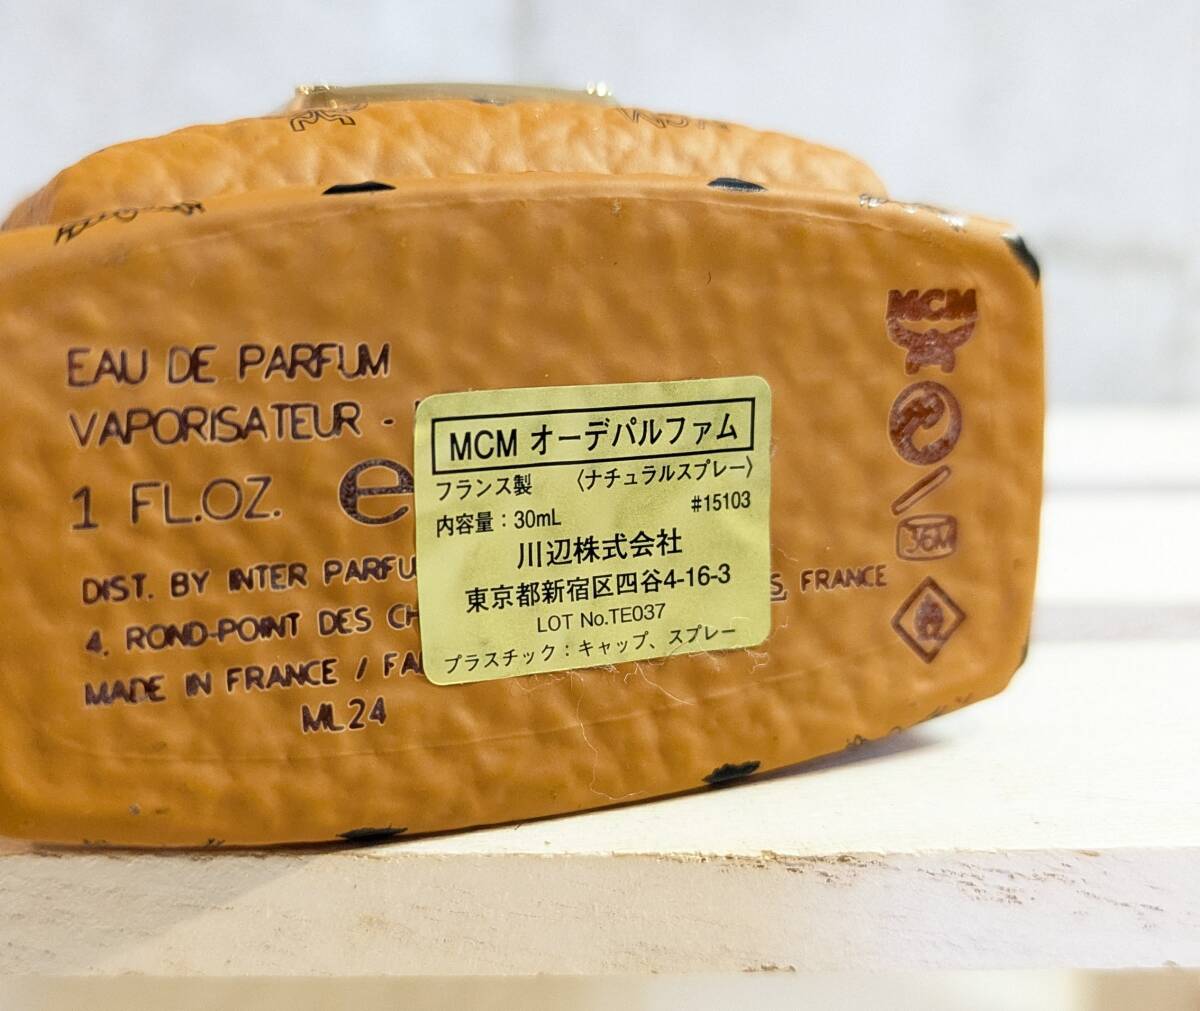 EAU DE PARFUM
VAPORISATEUR -
1 FL.OZ. e
DIST. BY INTER PARFU
4, ROND-POINT DES CH
S, FRANCE
MADE IN FRANCE / FA
ML24
MCM オーデパルファム
フランス製 〈ナチュラルスプレー〉
内容量：30mL #15103
川辺株式会社
東京都新宿区四谷4-16-3
LOT No.TE037
プラスチック：キャップ、スプレー
MCM
36M